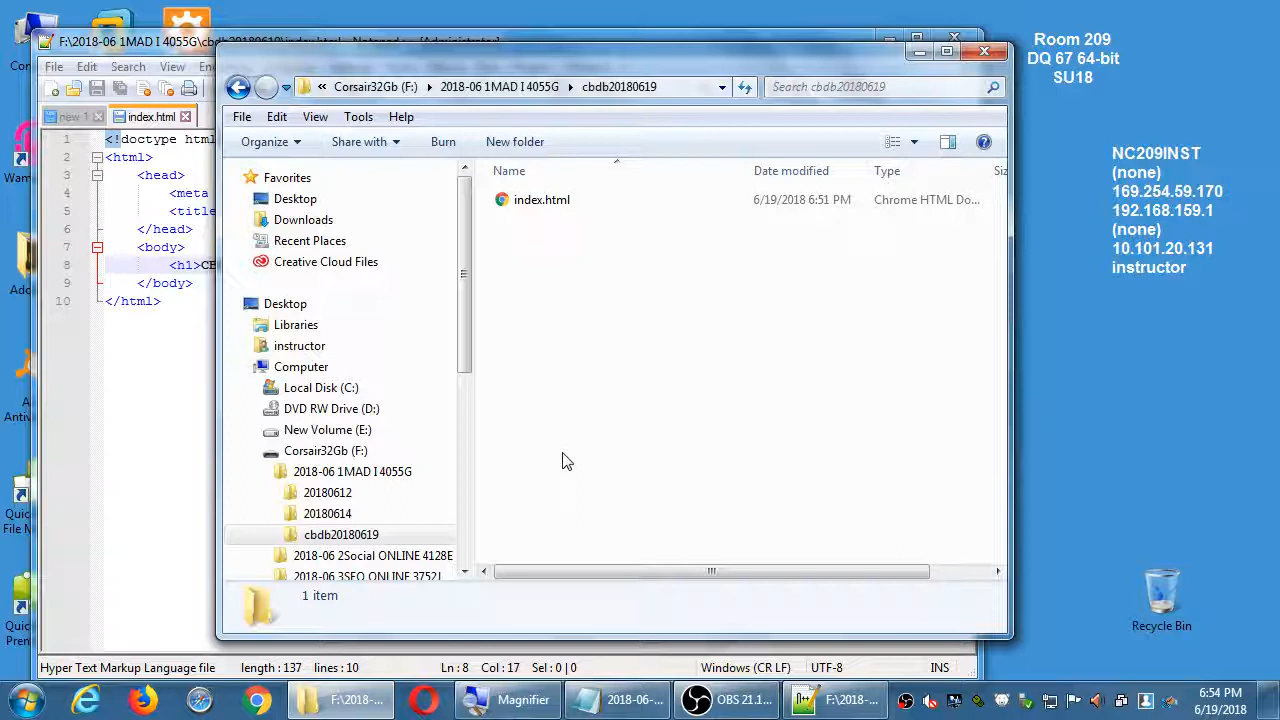 F:\2018-06 1MAD I 4055G\cbdb20180619\index.html - Notepad++ [Administrator]
File Edit Search View
new 1 index.html
1 <!doctype html
2 <html>
3 <head>
4 <meta
5 <title
6 </head>
7 <body>
8 <h1>CB
9 </body>
10 </html>
Hyper Text Markup Language file length : 137 lines : 10 Ln : 8 Col : 17 Sel : 0 | 0 Windows (CR LF) UTF-8 INS
« Corsair32Gb (F:) 2018-06 1MAD I 4055G cbdb20180619 Search cbdb20180619
File Edit View Tools Help
Organize Share with Burn New folder
Name Date modified Type Siz
index.html 6/19/2018 6:51 PM Chrome HTML Do...
Favorites
Desktop
Downloads
Recent Places
Creative Cloud Files
Desktop
Libraries
instructor
Computer
Local Disk (C:)
DVD RW Drive (D:)
New Volume (E:)
Corsair32Gb (F:)
2018-06 1MAD I 4055G
20180612
20180614
cbdb20180619
2018-06 2Social ONLINE 4128E
2018-06 3SEO ONLINE 3752I
1 item
Room 209
DQ 67 64-bit
SU18
NC209INST
(none)
169.254.59.170
192.168.159.1
(none)
10.101.20.131
instructor
Recycle Bin
F:\2018-... Magnifier 2018-06-... OBS 21.1... F:\2018-...
6:54 PM
6/19/2018